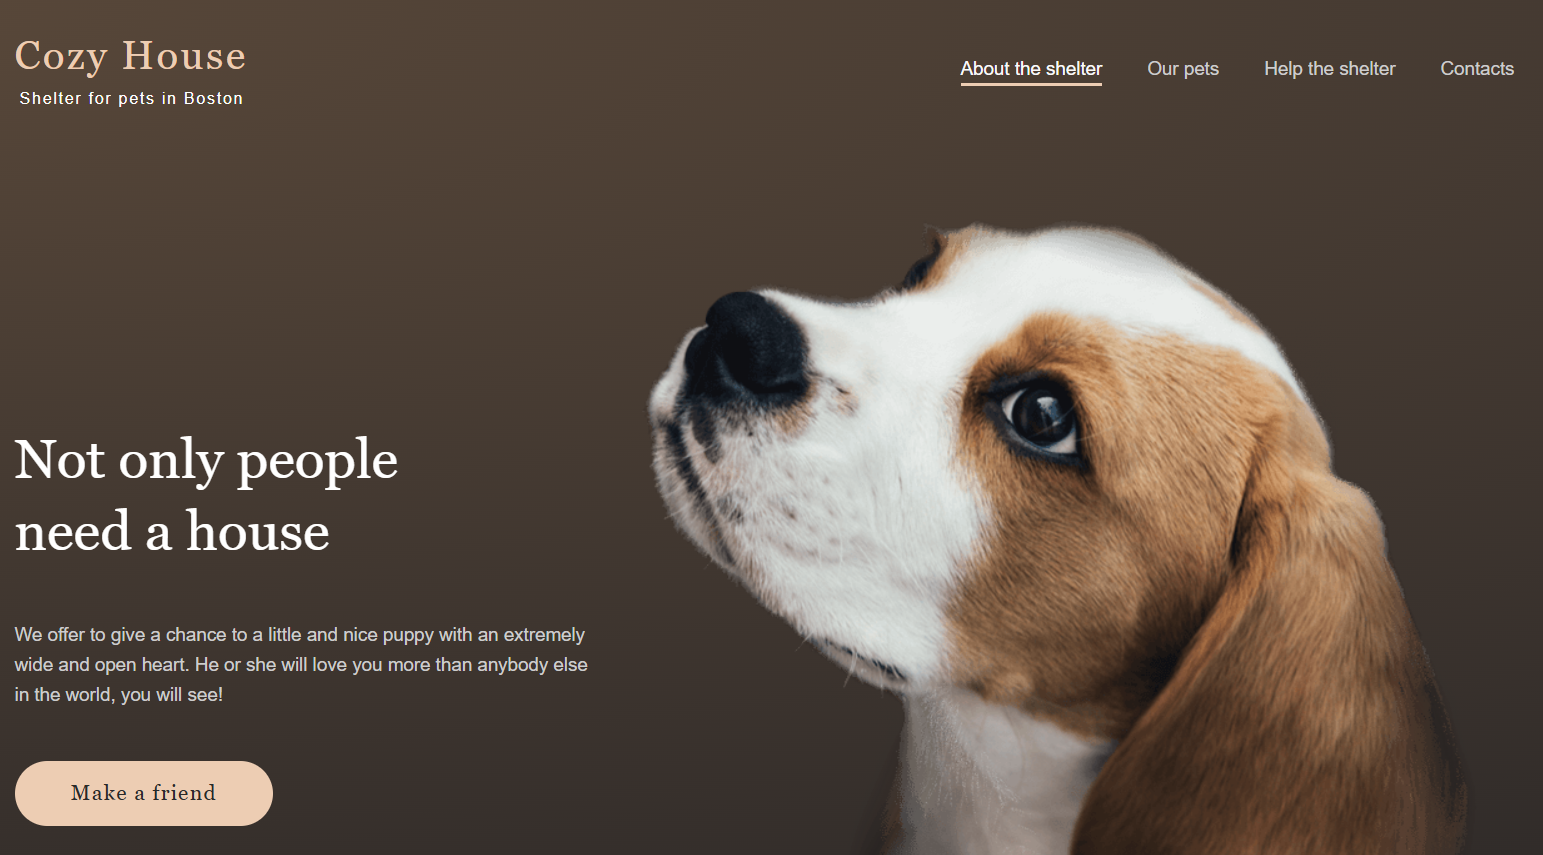 Cozy House
Shelter for pets in Boston
About the shelter
Our pets
Help the shelter
Contacts
Not only people
need a house
We offer to give a chance to a little and nice puppy with an extremely
wide and open heart. He or she will love you more than anybody else
in the world, you will see!
Make a friend